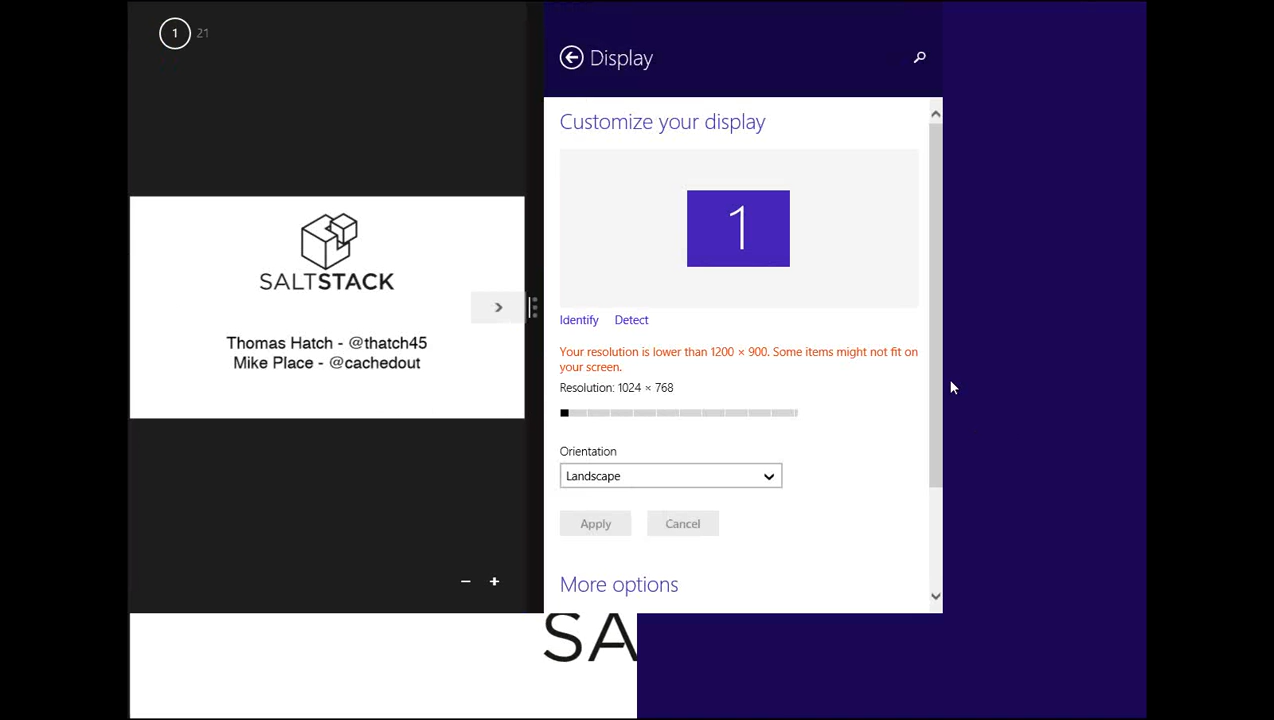 1 21
SALTSTACK
Thomas Hatch - @thatch45
Mike Place - @cachedout
Display
Customize your display
1
Identify Detect
Your resolution is lower than 1200 × 900. Some items might not fit on
your screen.
Resolution: 1024 × 768
Orientation
Landscape
Apply Cancel
More options
SA